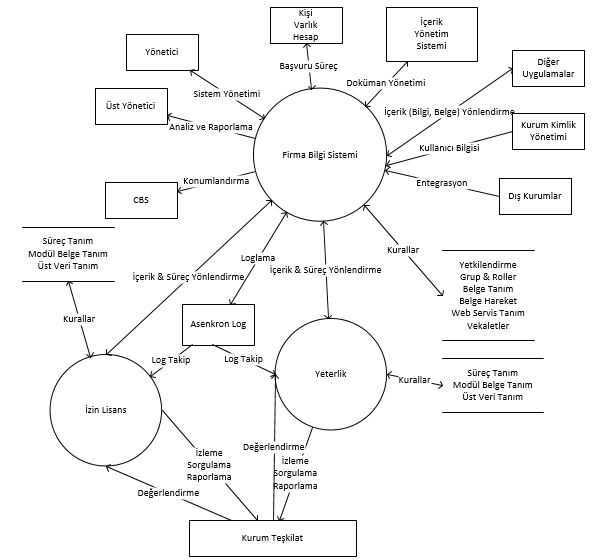 Kişi
Varlık
Hesap
İçerik
Yönetim
Sistemi
Yönetici
Diğer
Uygulamalar
Başvuru Süreç
Doküman Yönetimi
Sistem Yönetimi
Üst Yönetici
İçerik (Bilgi, Belge) Yönlendirme
Analiz ve Raporlama
Kurum Kimlik
Yönetimi
Kullanıcı Bilgisi
Firma Bilgi Sistemi
Konumlandırma
Entegrasyon
CBS
Dış Kurumlar
Süreç Tanım
Modül Belge Tanım
Üst Veri Tanım
Kurallar
Loglama
İçerik & Süreç Yönlendirme
İçerik & Süreç Yönlendirme
Yetkilendirme
Grup & Roller
Belge Tanım
Belge Hareket
Web Servis Tanım
Vekaletler
Kurallar
Asenkron Log
Log Takip
Log Takip
Yeterlik
Kurallar
Süreç Tanım
Modül Belge Tanım
Üst Veri Tanım
İzin Lisans
İzleme
Sorgulama
Raporlama
Değerlendirme
İzleme
Sorgulama
Raporlama
Değerlendirme
Kurum Teşkilat